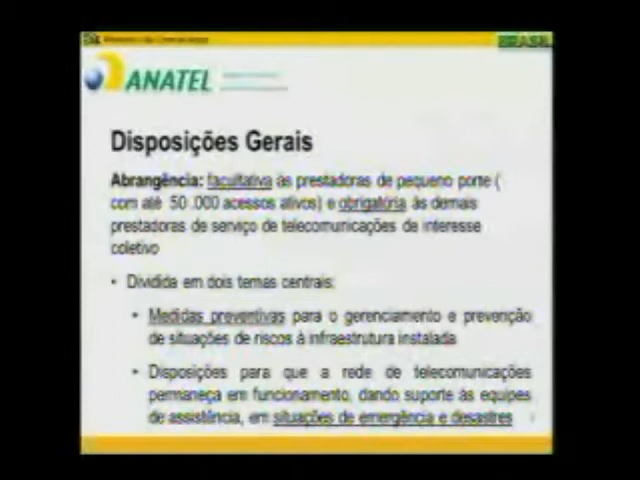 BRASIL
ANATEL
Disposições Gerais
Abrangência: facultativa às prestadoras de pequeno porte (
com até 50 .000 acessos ativos) e obrigatória às demais
prestadoras de serviço de telecomunicações de interesse
coletivo
• Dividida em dois temas centrais:
• Medidas preventivas para o gerenciamento e prevenção
de situações de riscos à infraestrutura instalada
• Disposições para que a rede de telecomunicações
permaneça em funcionamento, dando suporte às equipes
de assistência, em situações de emergência e desastres